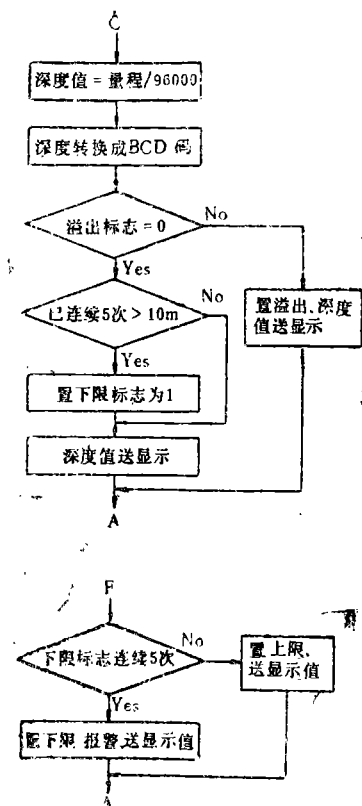 C
深度值=量程/96000
深度转换成BCD 码
溢出标志=0
No
Yes
已连续5次>10m
No
置溢出、深度
值送显示
Yes
置下限标志为1
深度值送显示
A
F
下限标志连续5次
No
置上限、
送显示值
Yes
置下限 报警送显示值
A